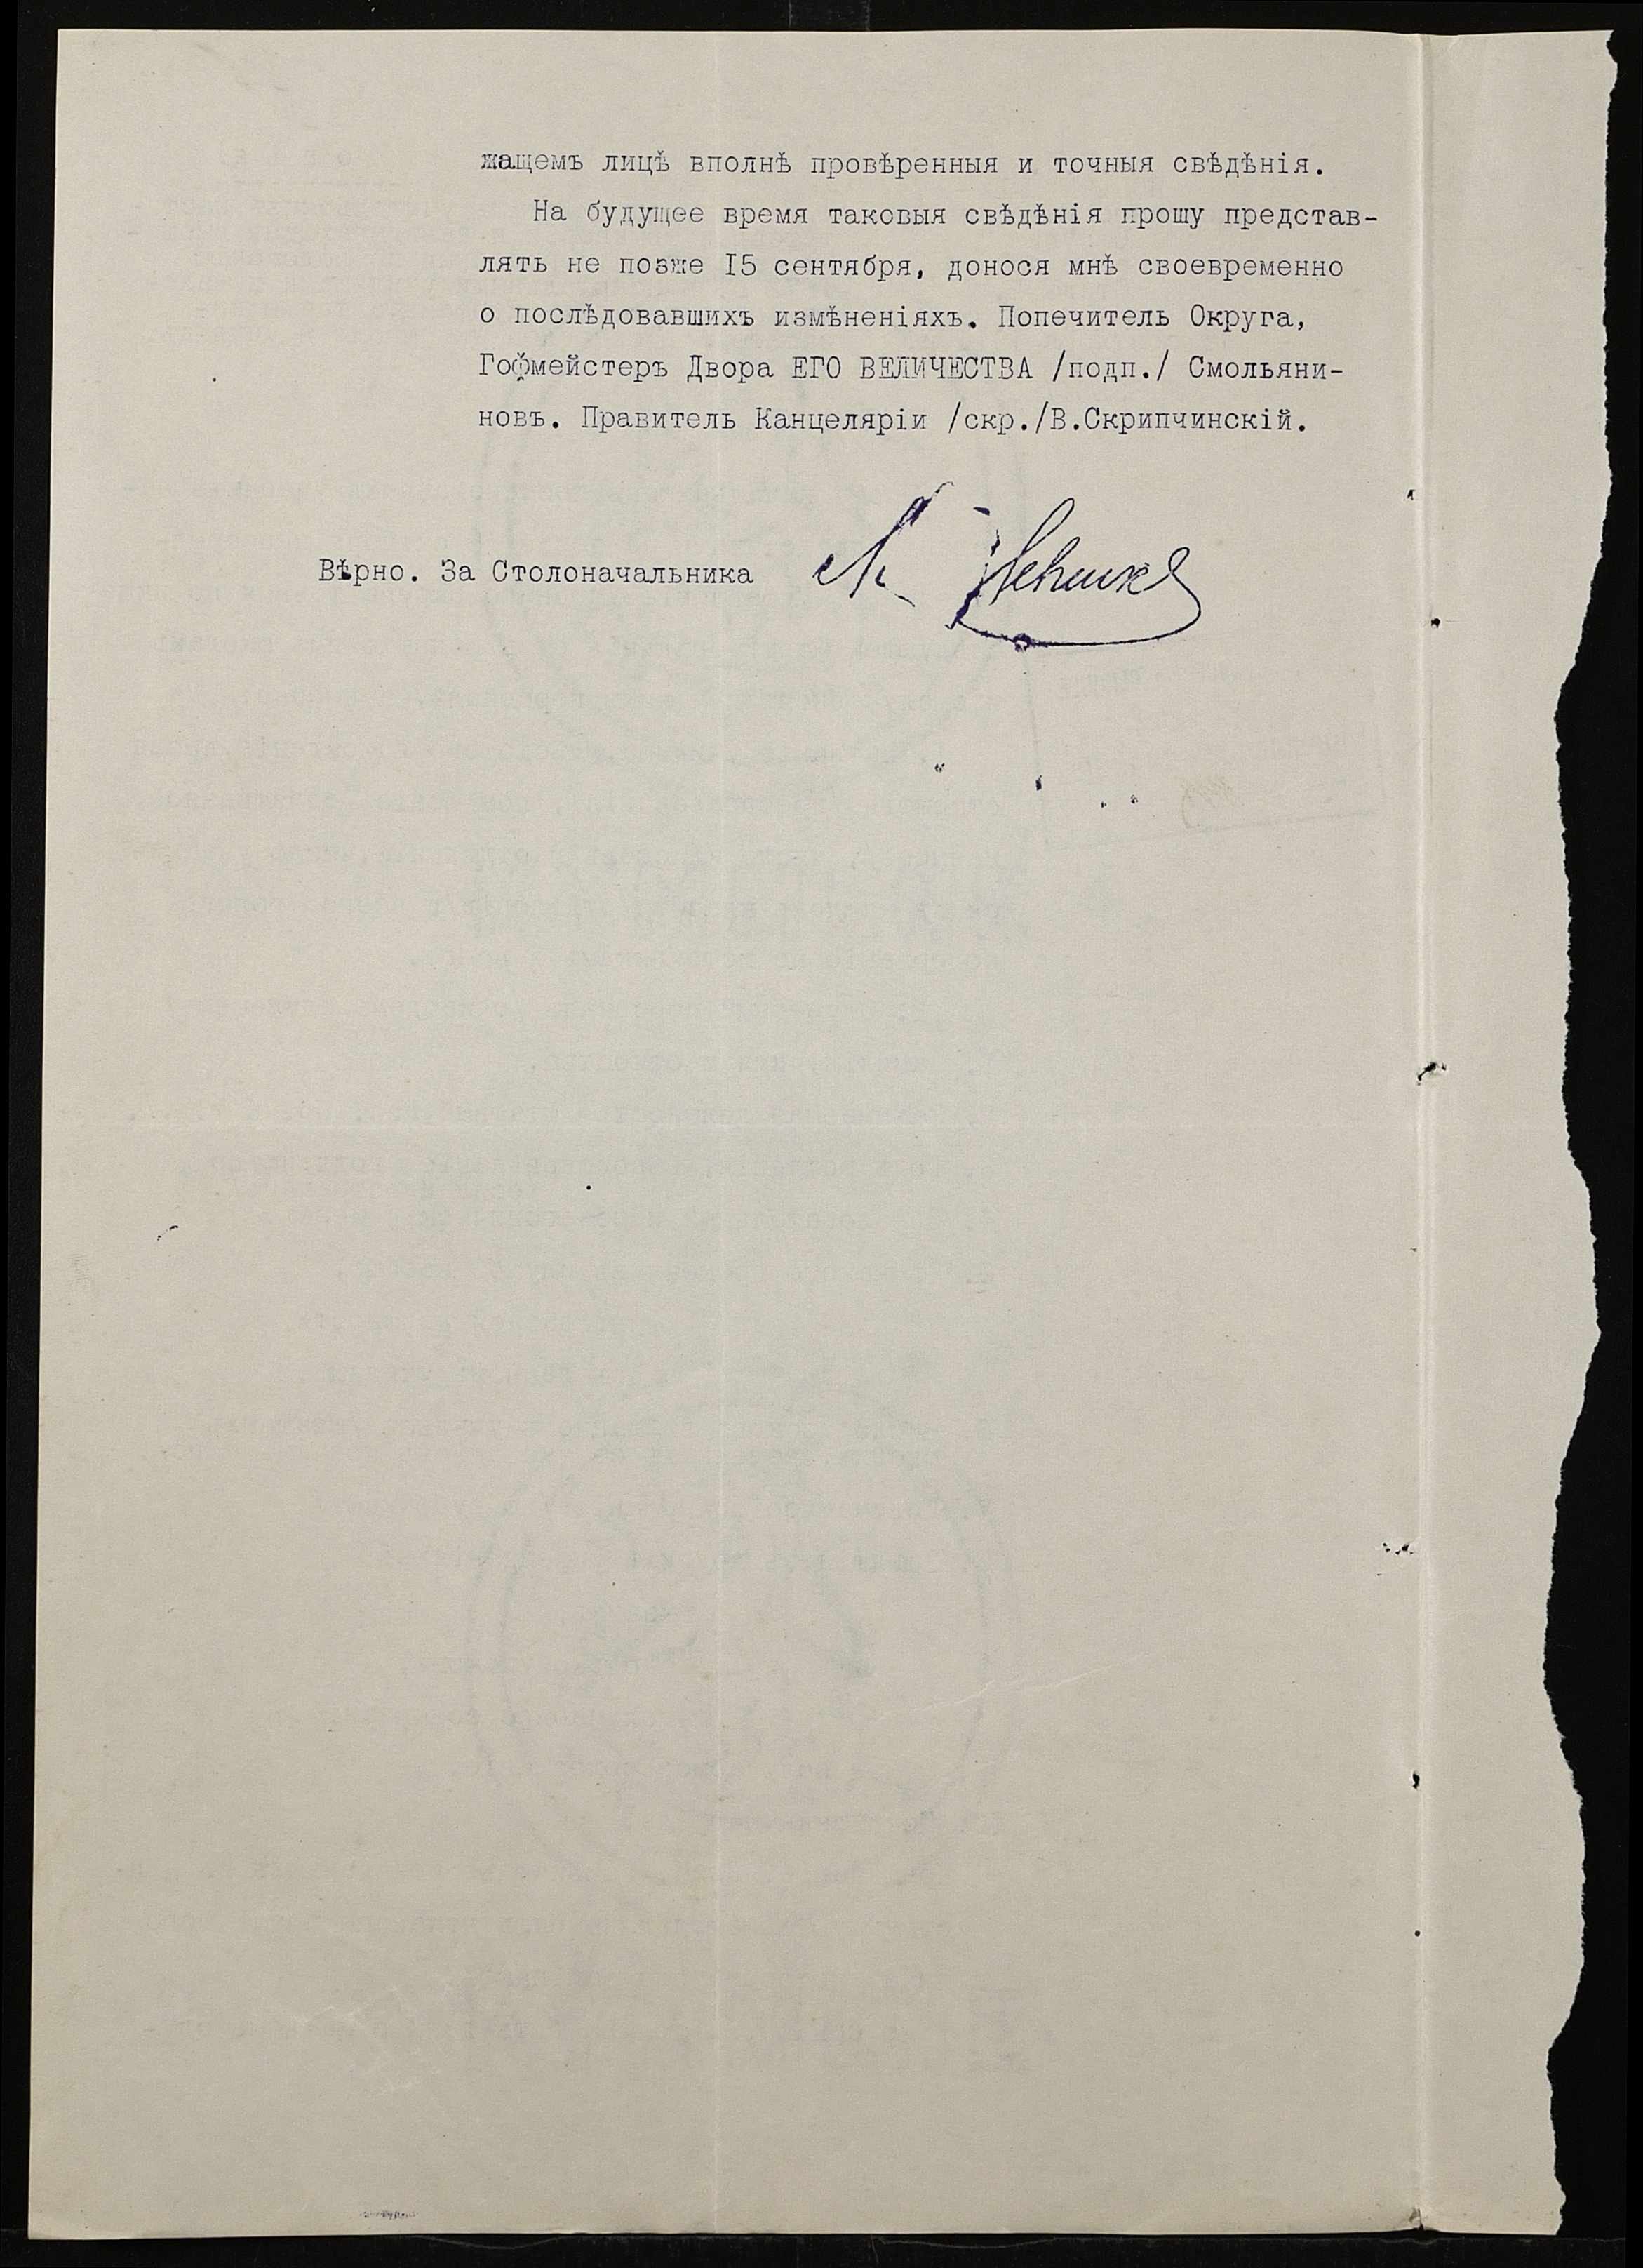 жащемъ лицѣ вполнѣ провѣренныя и точныя свѣдѣнія.
На будущее время таковыя свѣдѣнія прошу представ-
лять не позже I5 сентября, донося мнѣ своевременно
о послѣдовавшихъ измѣненіяхъ. Попечитель Округа,
Гофмейстеръ Двора ЕГО ВЕЛИЧЕСТВА /подп./ Смольяни-
новъ. Правитель Канцеляріи /скр./В.Скрипчинскій.
Вѣрно. За Столоначальника